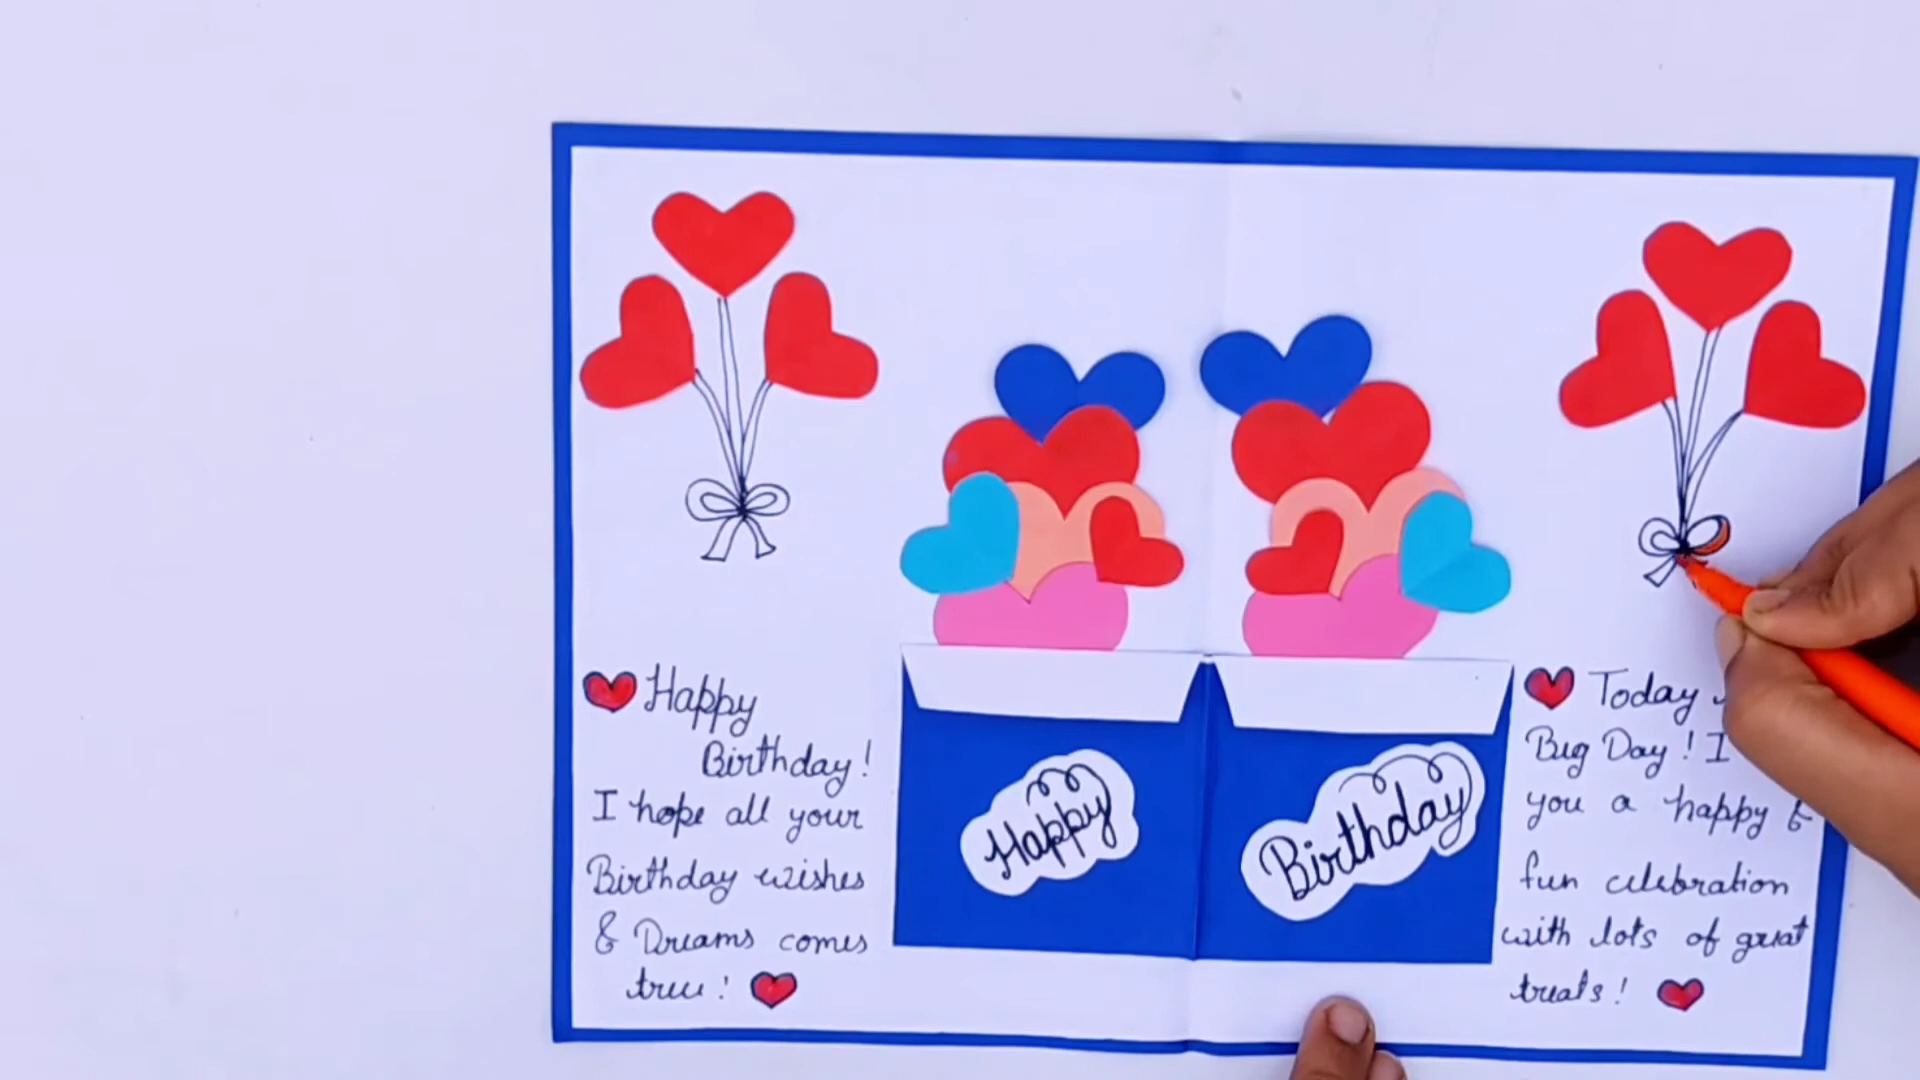 Happy
Birthday!
I hope all your
Birthday wishes
& Dreams comes
true!
Happy
Birthday
Today
Big Day! I
you a happy &
fun celebration
with lots of great
treats!